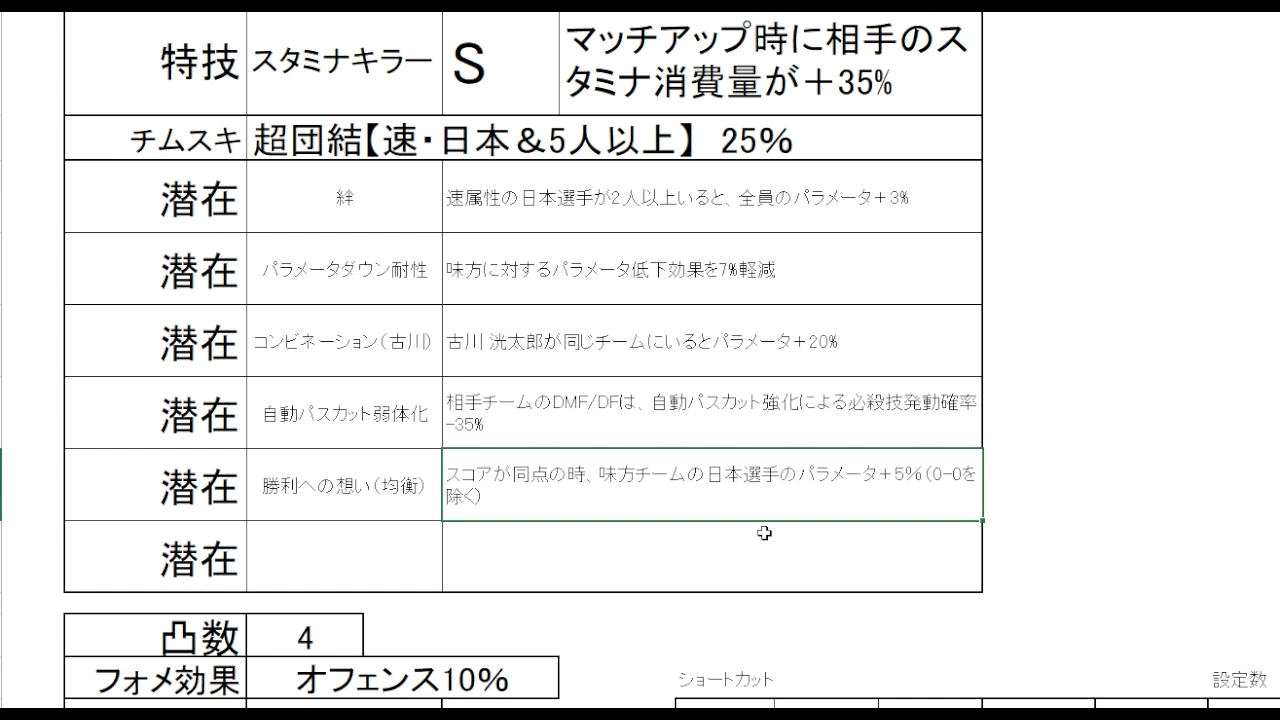 特技 スタミナキラー S マッチアップ時に相手のス
タミナ消費量が＋35%
チムスキ 超団結【速・日本＆5人以上】 25%
潜在 絆 速属性の日本選手が2人以上いると、全員のパラメータ＋3%
潜在 パラメータダウン耐性 味方に対するパラメータ低下効果を7%軽減
潜在 コンビネーション（古川） 古川 洸太郎が同じチームにいるとパラメータ＋20%
潜在 自動パスカット弱体化 相手チームのDMF/DFは、自動パスカット強化による必殺技発動確率
-35%
潜在 勝利への想い（均衡） スコアが同点の時、味方チームの日本選手のパラメータ＋5%（0-0を
除く）
潜在
凸数 4
フォメ効果 オフェンス10%
ショートカット 設定数